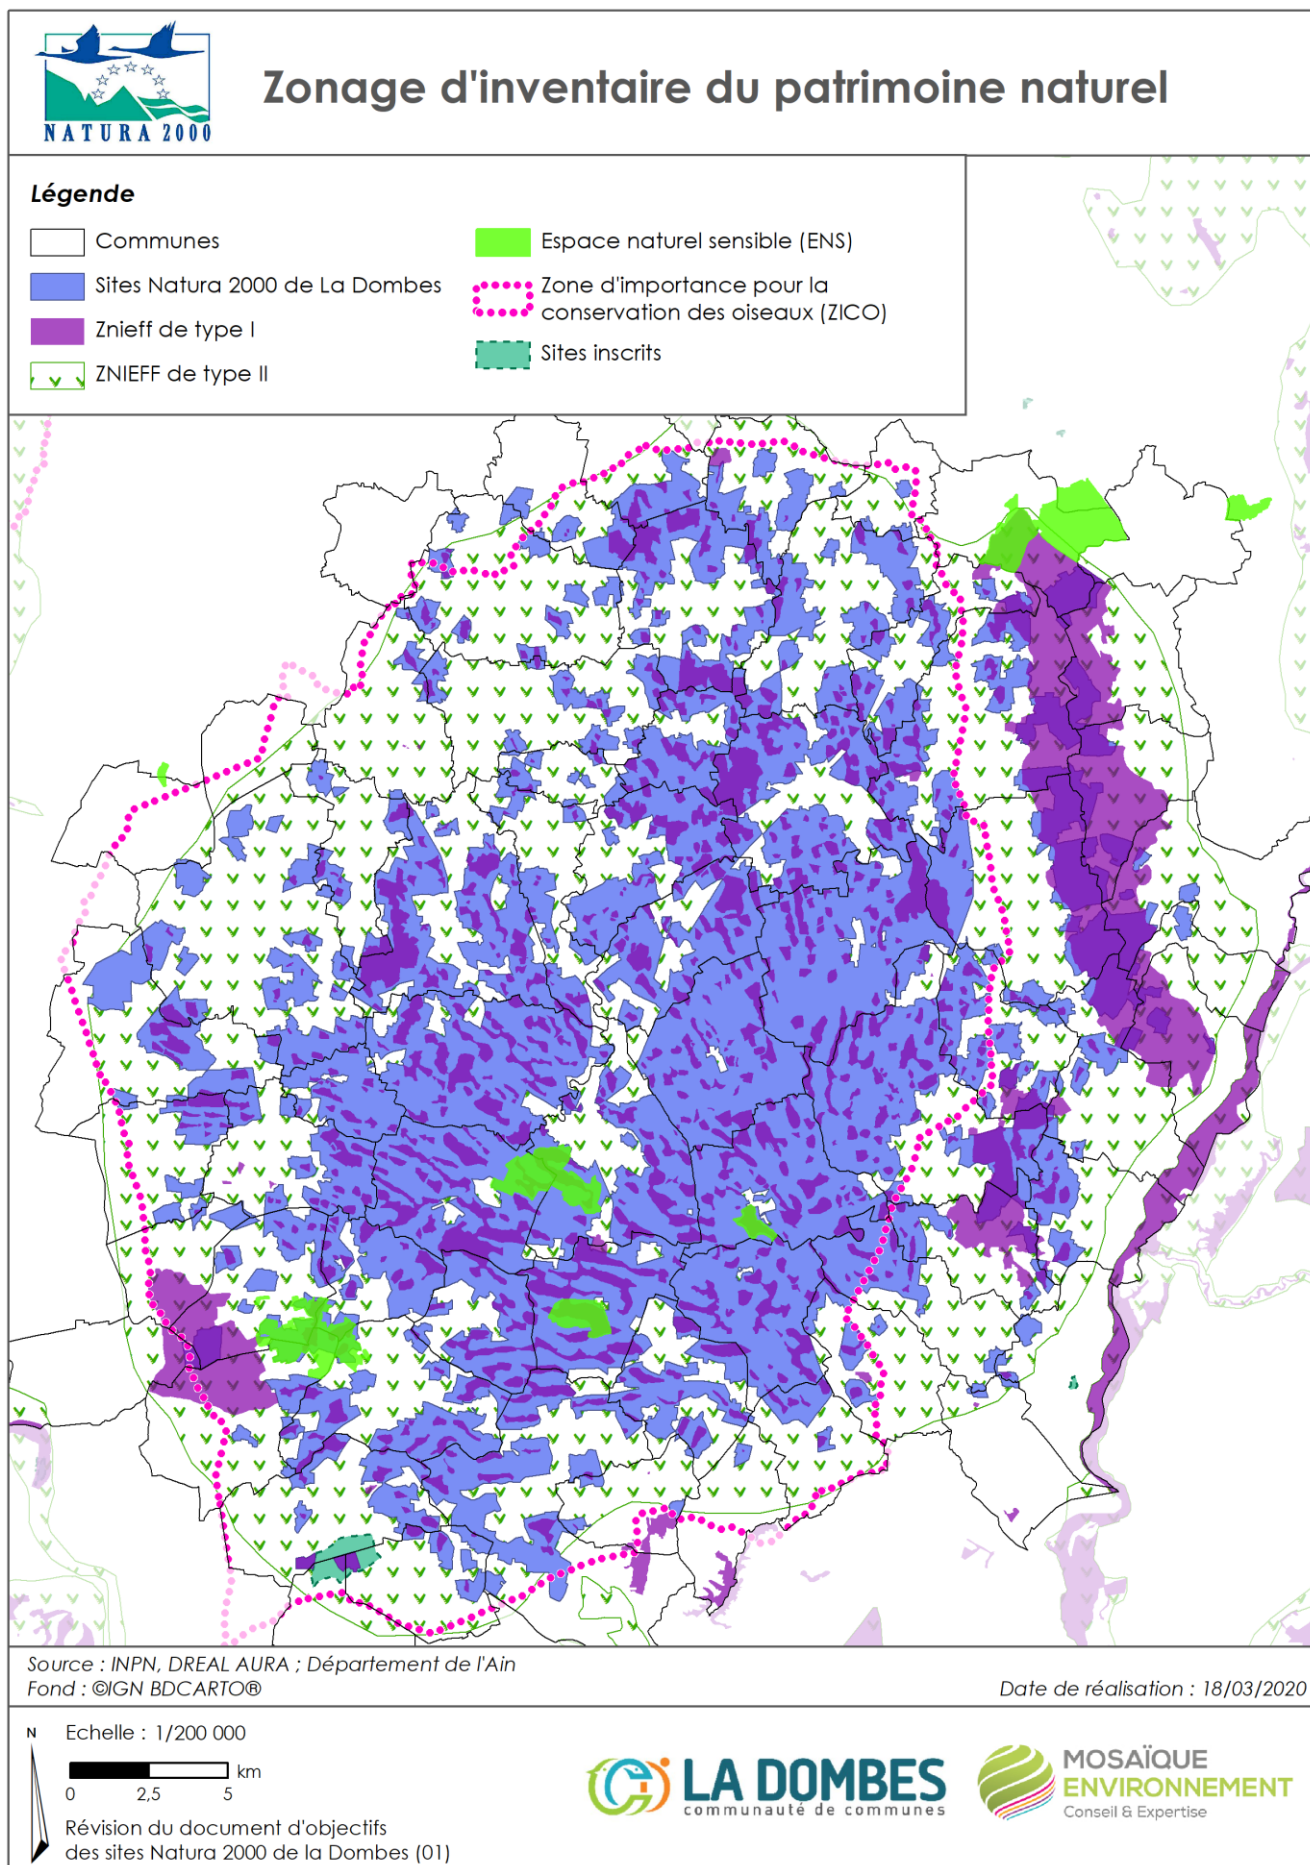 NATURA 2000
Zonage d'inventaire du patrimoine naturel
Légende
Communes
Sites Natura 2000 de La Dombes
Znieff de type I
ZNIEFF de type II
Espace naturel sensible (ENS)
Zone d'importance pour la
conservation des oiseaux (ZICO)
Sites inscrits
Source : INPN, DREAL AURA ; Département de l'Ain
Fond : ©IGN BDCARTO®
Date de réalisation : 18/03/2020
N
Echelle : 1/200 000
km
0 2,5 5
Révision du document d'objectifs
des sites Natura 2000 de la Dombes (01)
LA DOMBES
communauté de communes
MOSAÏQUE
ENVIRONNEMENT
Conseil & Expertise